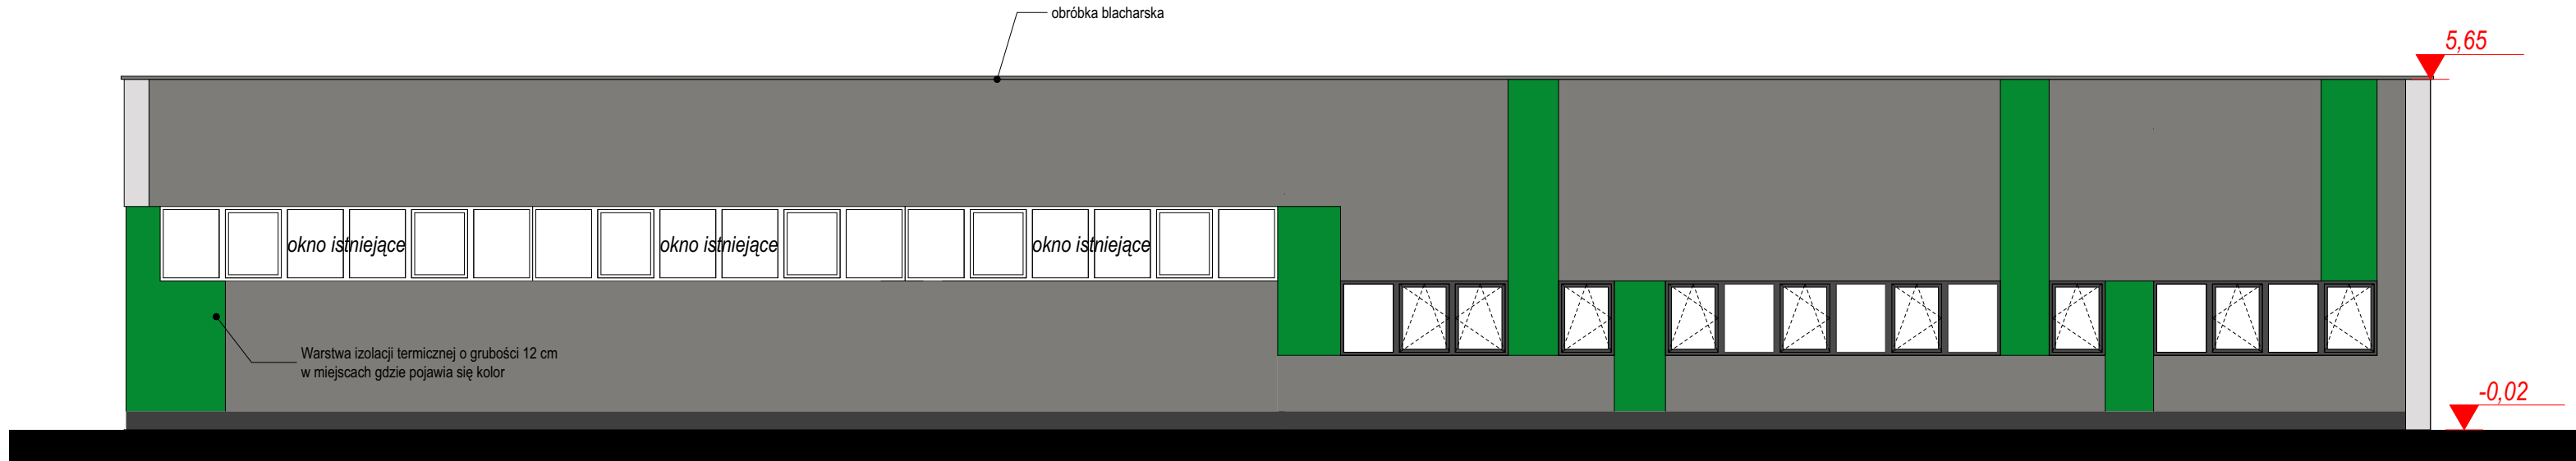 obróbka blacharska
5,65
okno istniejące
okno istniejące
okno istniejące
Warstwa izolacji termicznej o grubości 12 cm
w miejscach gdzie pojawia się kolor
-0,02